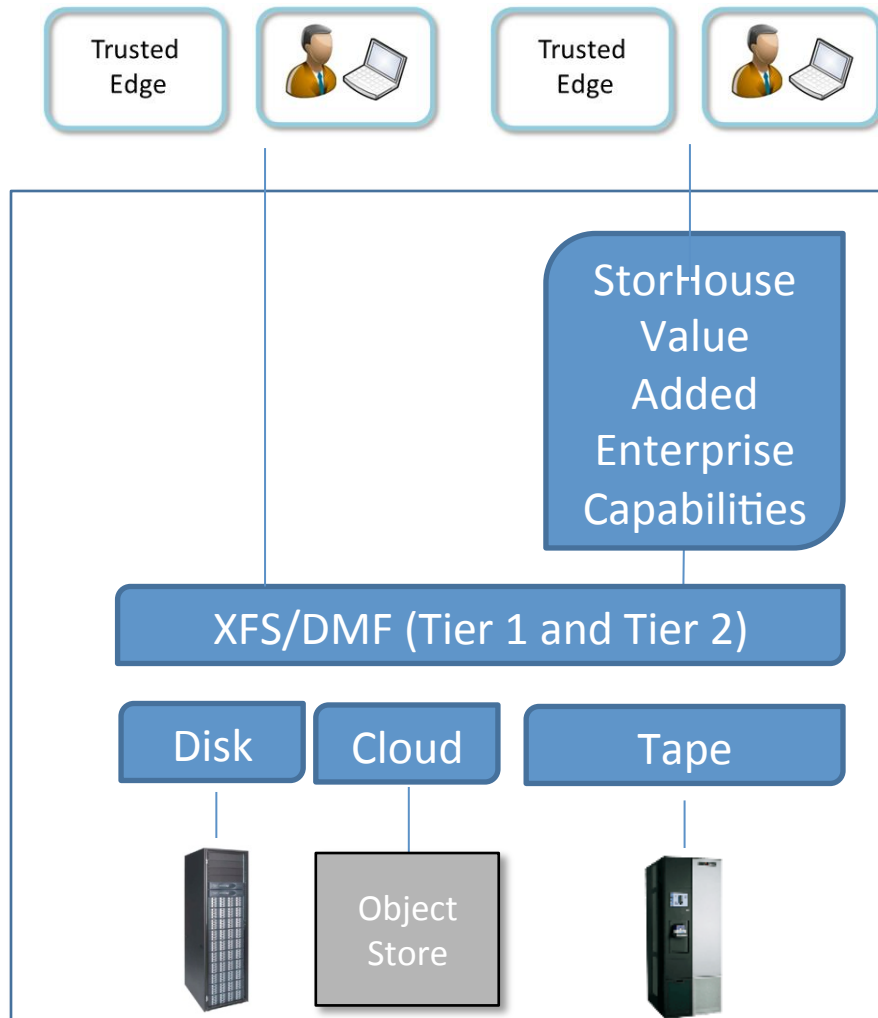 Trusted
Edge
Trusted
Edge
StorHouse
Value
Added
Enterprise
Capabilities
XFS/DMF (Tier 1 and Tier 2)
Disk
Cloud
Tape
Object
Store